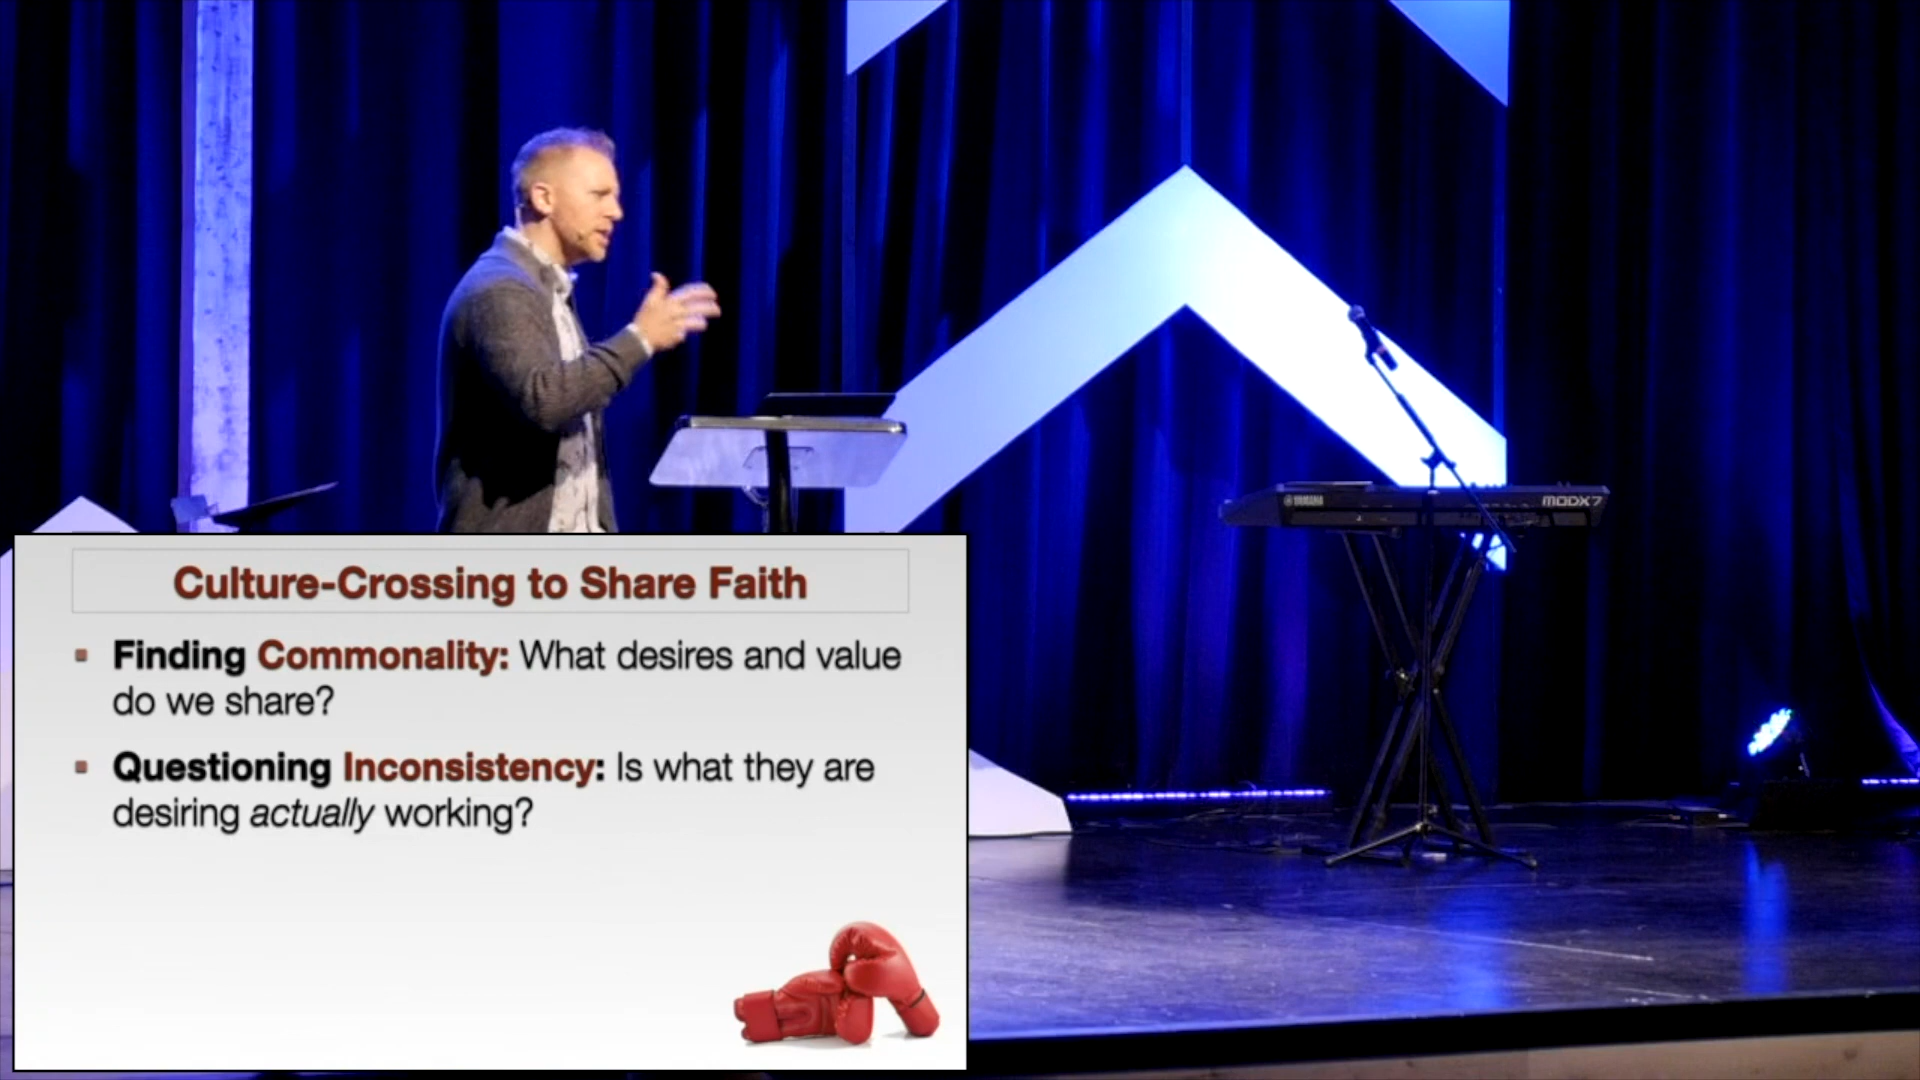 YAMAHA
MODX7
Culture-Crossing to Share Faith
▪ Finding Commonality: What desires and value
do we share?
▪ Questioning Inconsistency: Is what they are
desiring actually working?